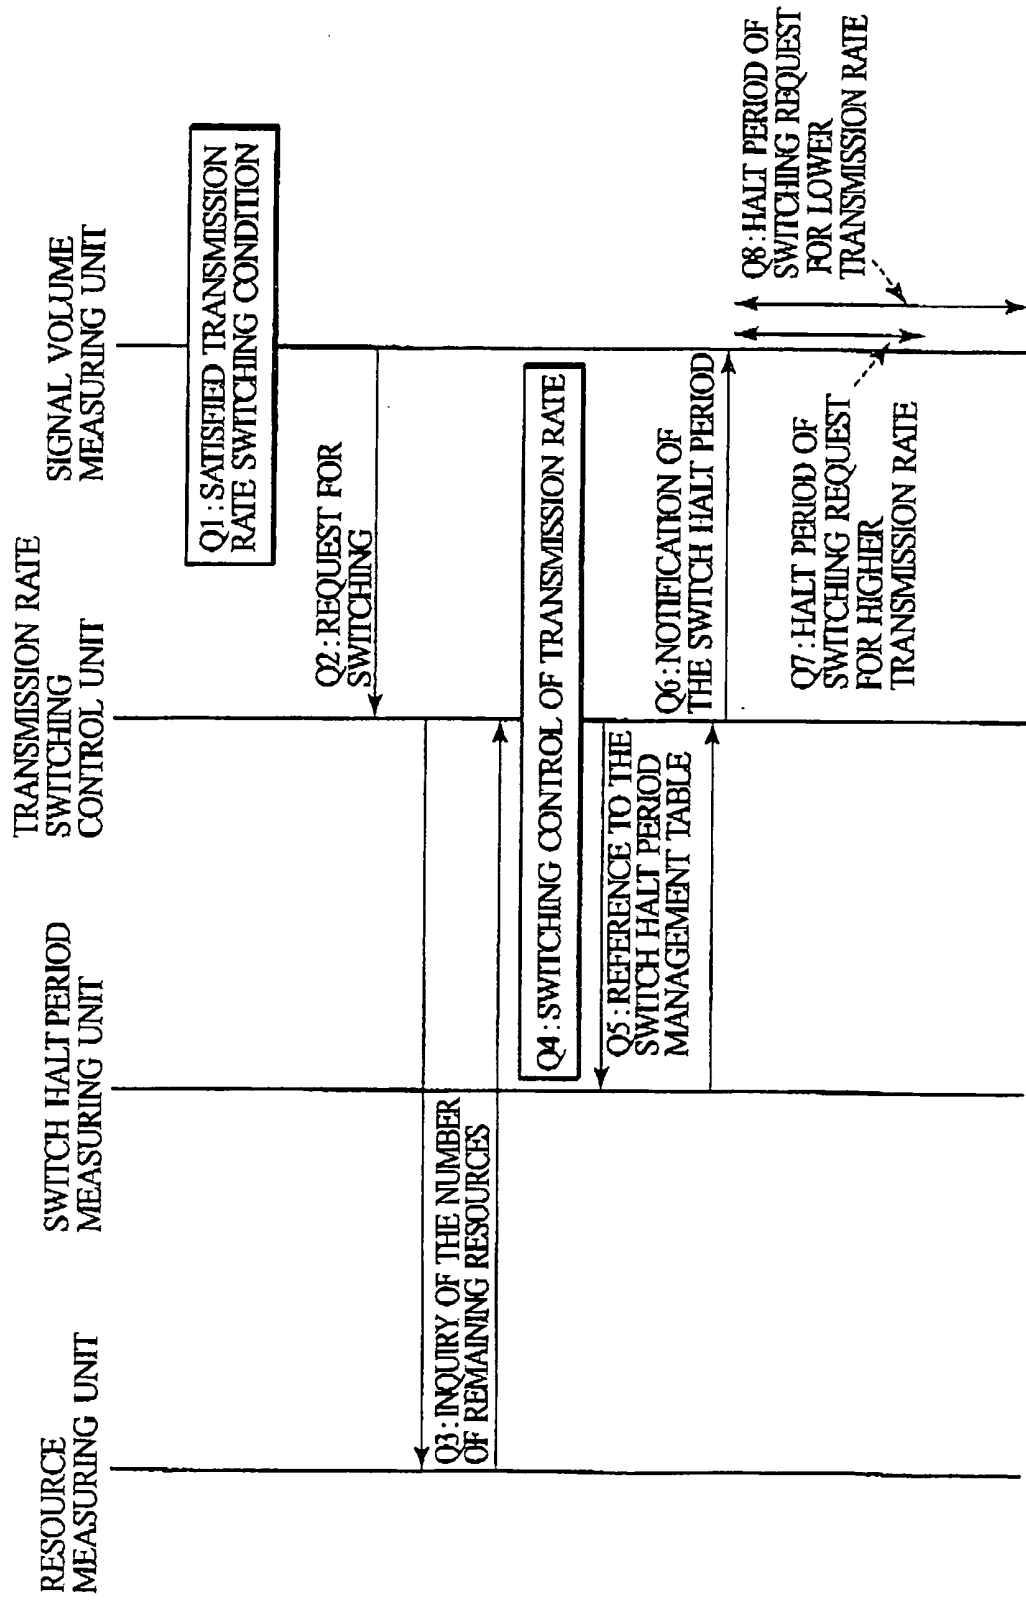 RESOURCE
MEASURING UNIT
SWITCH HALT PERIOD
MEASURING UNIT
TRANSMISSION RATE
SWITCHING
CONTROL UNIT
SIGNAL VOLUME
MEASURING UNIT
Q1 : SATISFIED TRANSMISSION
RATE SWITCH CONDITION
Q2 : REQUEST FOR
SWITCHING
Q3 : INQUIRY OF THE NUMBER
OF REMAINING RESOURCES
Q4 : SWITCHING CONTROL OF TRANSMISSION RATE
Q5 : REFERENCE TO THE
SWITCH HALT PERIOD
MANAGEMENT TABLE
Q6 : NOTIFICATION OF
THE SWITCH HALT PERIOD
Q7 : HALT PERIOD OF
SWITCHING REQUEST
FOR HIGHER
TRANSMISSION RATE
Q8 : HALT PERIOD OF
SWITCHING REQUEST
FOR LOWER
TRANSMISSION RATE